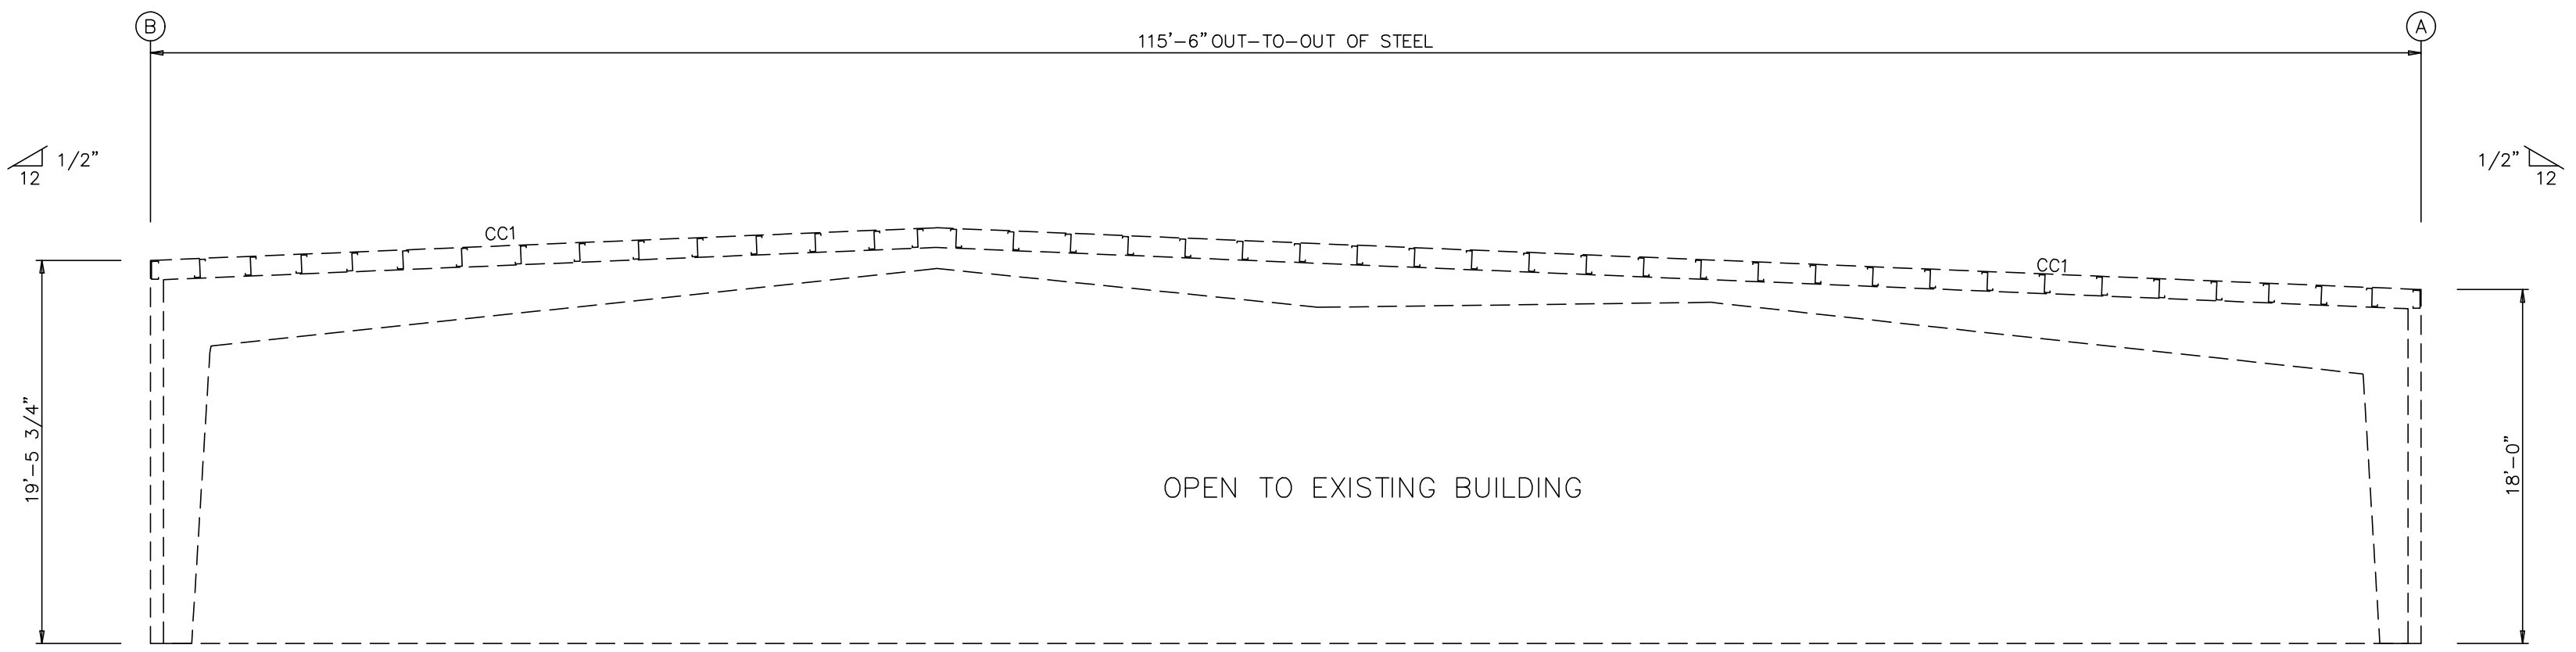 B
A
115'-6" OUT-TO-OUT OF STEEL
1/2"
12
1/2"
12
CC1
CC1
19'-5 3/4"
18'-0"
OPEN TO EXISTING BUILDING